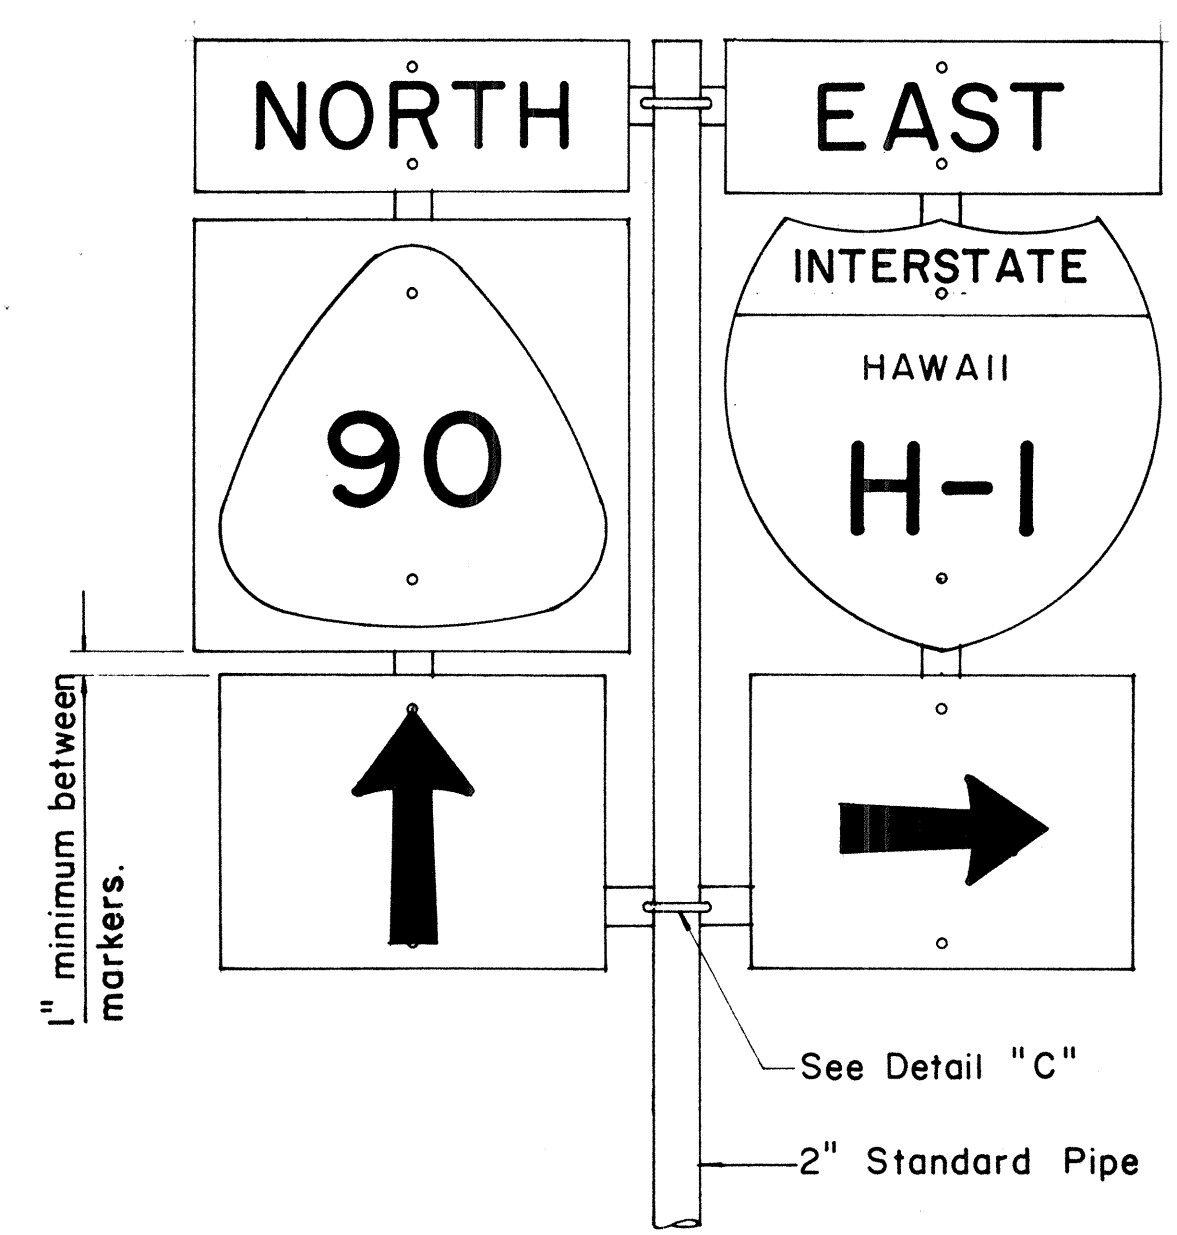 NORTH
EAST
90
INTERSTATE
HAWAII
H-1
1" minimum between
markers.
See Detail "C"
2" Standard Pipe